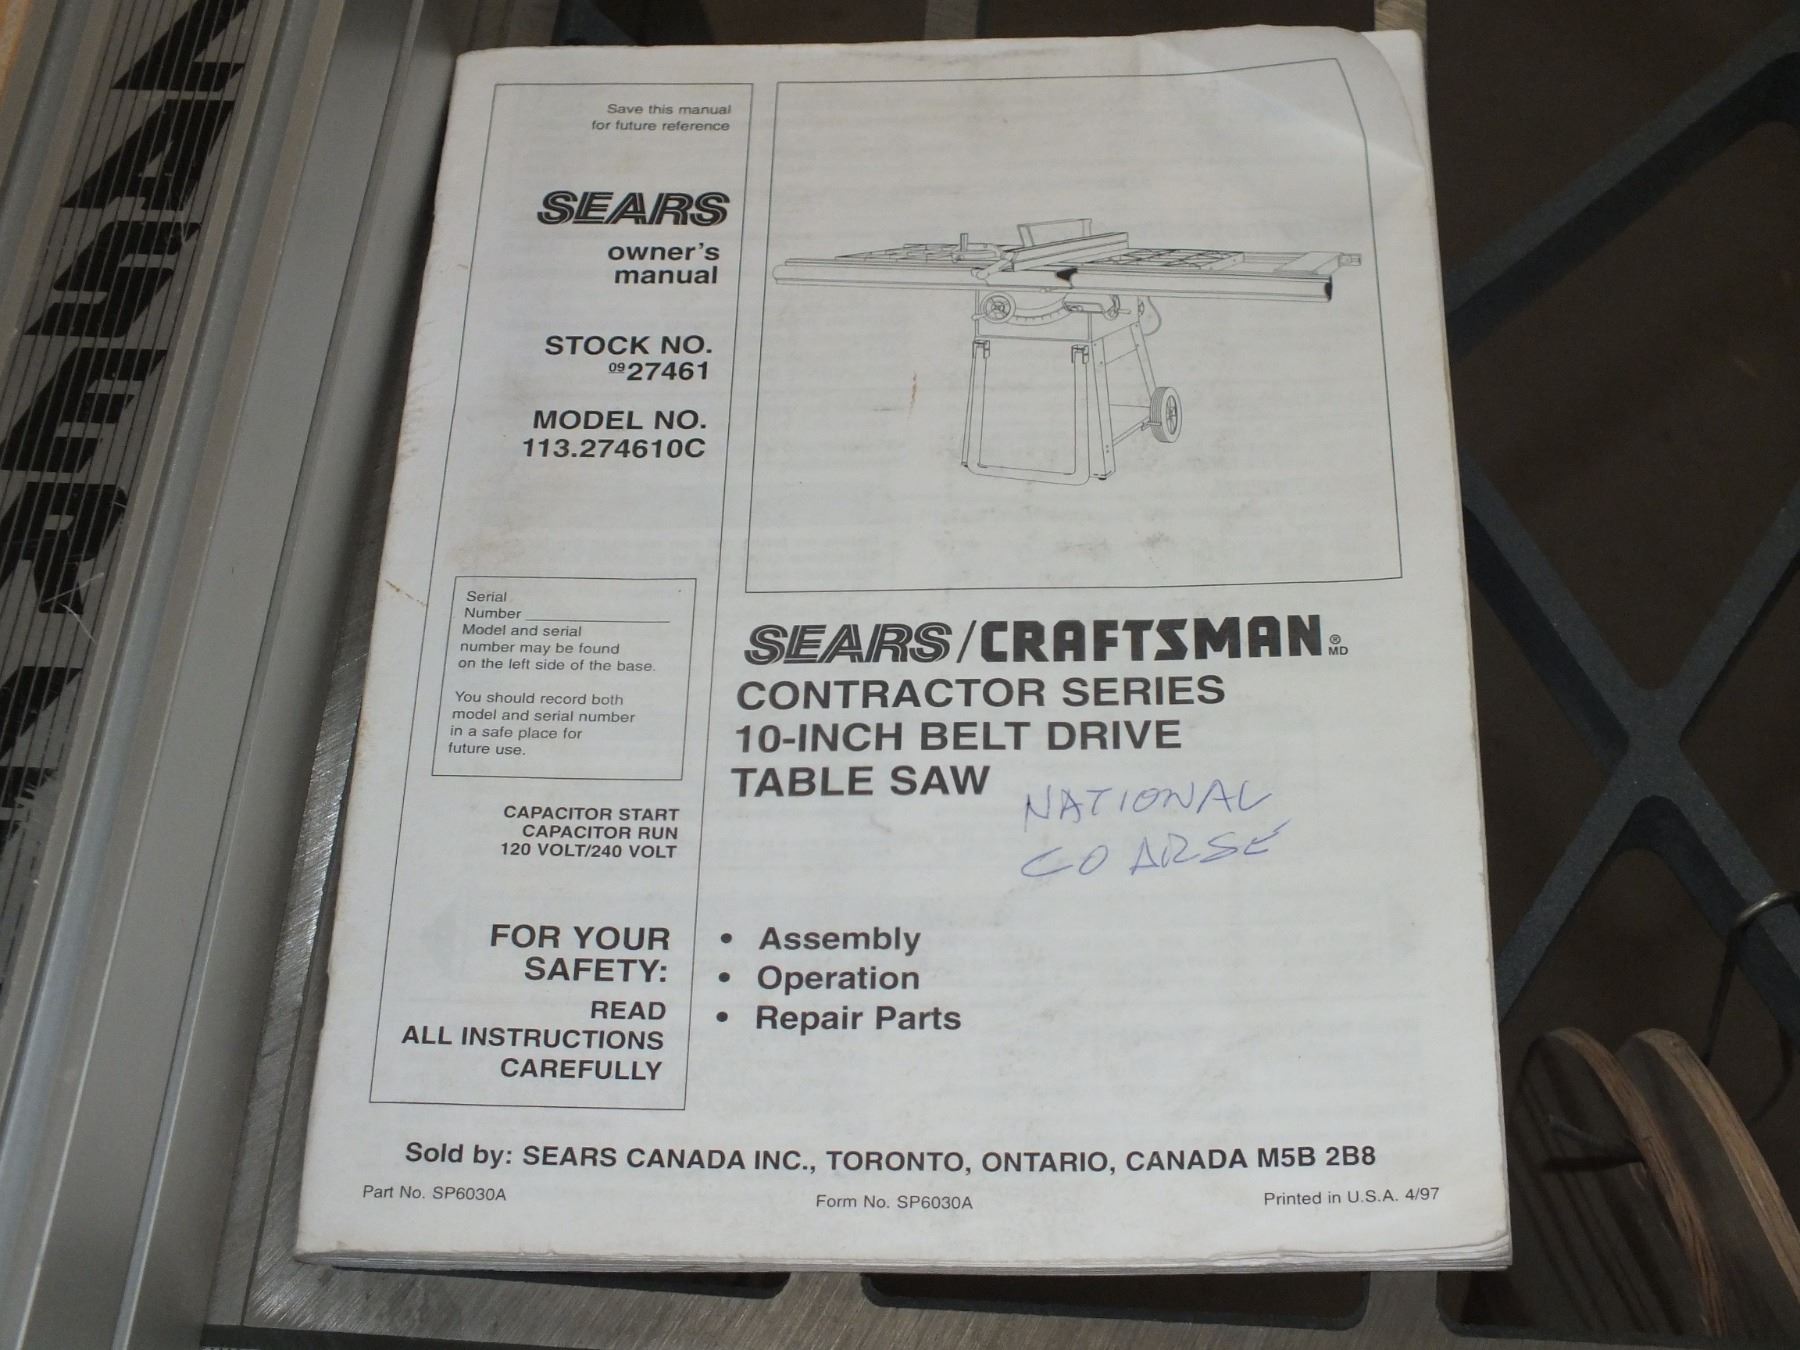 Save this manual
for future reference
SEARS
owner's
manual
STOCK NO.
0927461
MODEL NO.
113.274610C
Serial
Number
Model and serial
number may be found
on the left side of the base.
You should record both
model and serial number
in a safe place for
future use.
CAPACITOR START
CAPACITOR RUN
120 VOLT/240 VOLT
FOR YOUR
SAFETY:
READ
ALL INSTRUCTIONS
CAREFULLY
SEARS/CRAFTSMAN® MD
CONTRACTOR SERIES
10-INCH BELT DRIVE
TABLE SAW
NATIONAL
COARSE
• Assembly
• Operation
• Repair Parts
Sold by: SEARS CANADA INC., TORONTO, ONTARIO, CANADA M5B 2B8
Part No. SP6030A
Form No. SP6030A
Printed in U.S.A. 4/97